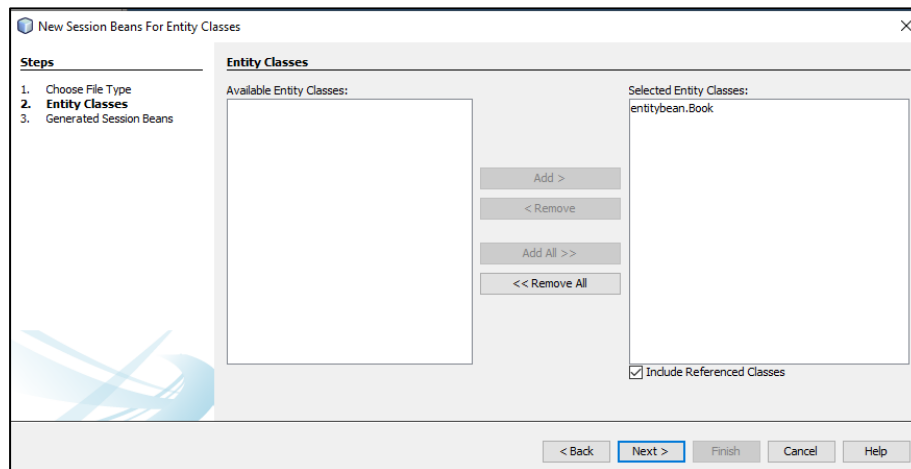 New Session Beans For Entity Classes
Steps
1. Choose File Type
2. Entity Classes
3. Generated Session Beans
Entity Classes
Available Entity Classes:
Selected Entity Classes:
entitybean.Book
Add >
< Remove
Add All >>
<< Remove All
Include Referenced Classes
< Back
Next >
Finish
Cancel
Help